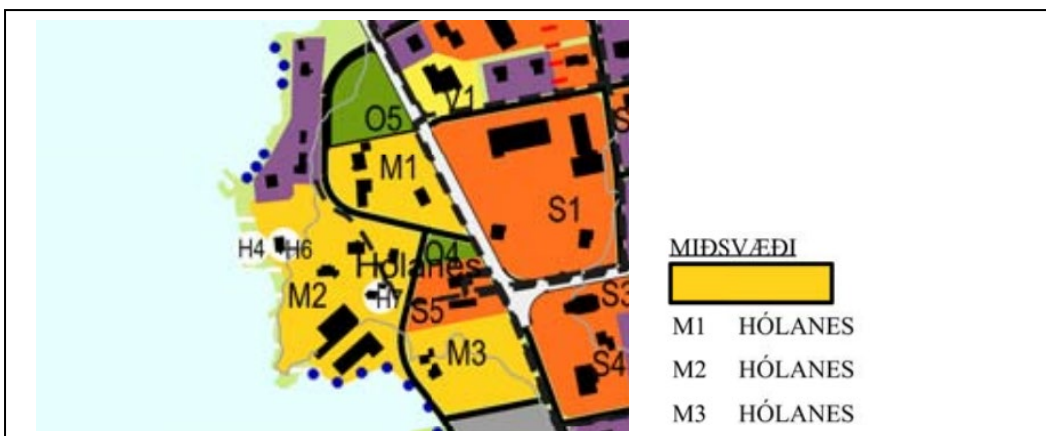 V1
O5
S
M1
S1
H4
H6
O4
Hólanes
M2
H7
S5
S3
M3
S4
MIÐSVÆÐI
M1 HÓLANES
M2 HÓLANES
M3 HÓLANES